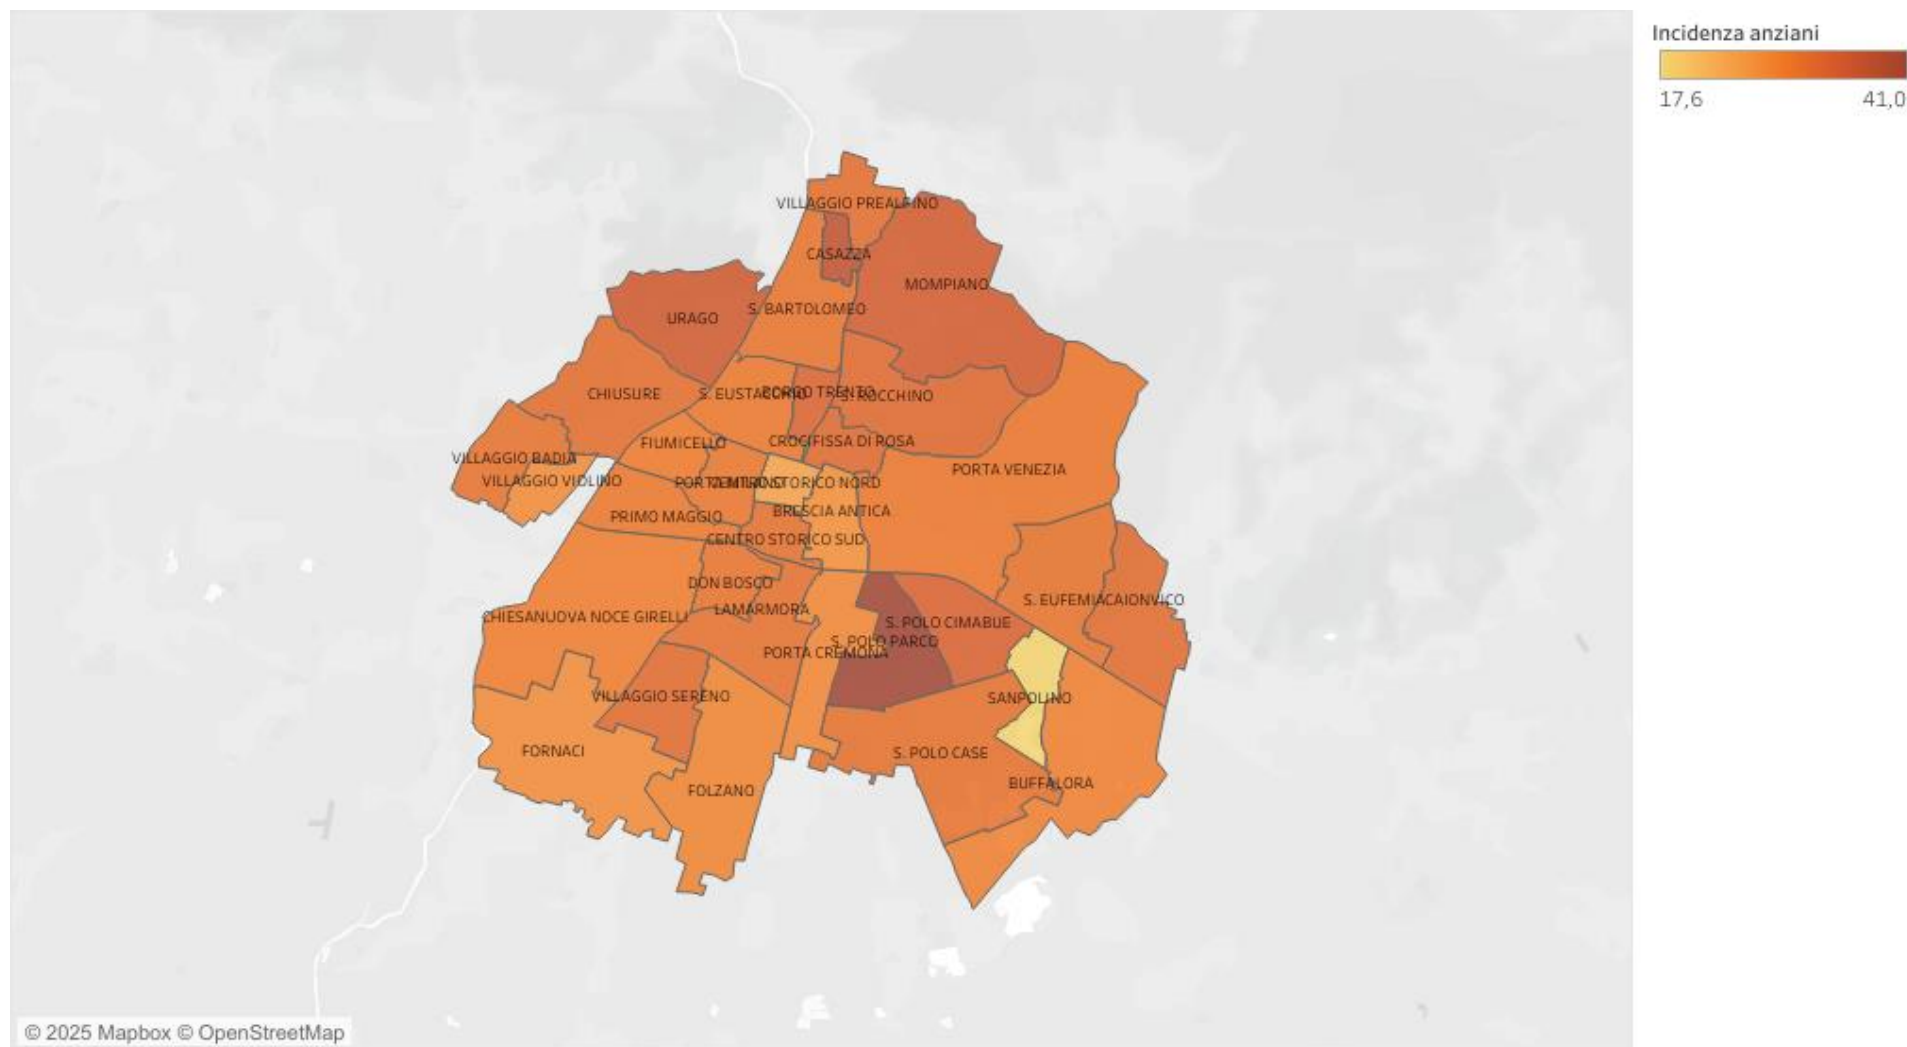 Incidenza anziani
17,6
41,0
VILLAGGIO PREALPINO
CASAZZA
MOMPIANO
S. BARTOLOMEO
URAGO
CHIUSURE
S. EUSTACCHIO
BORGO TRENTO
S. ROCCHINO
FIUMICELLO
CROCIFISSA DI ROSA
VILLAGGIO BADIA
PORTA VENEZIA
VILLAGGIO VIOLINO
PORTA MILANO
CENTRO STORICO NORD
BRESCIA ANTICA
PRIMO MAGGIO
CENTRO STORICO SUD
DON BOSCO
S. EUFEMIA
CAIONVICO
LAMARMORA
CHIESANUOVA NOCE GIRELLI
S. POLO CIMABUE
S. POLO PARCO
PORTA CREMONA
VILLAGGIO SERENO
SANPOLINO
FORNACI
S. POLO CASE
BUFFALORA
FOLZANO
© 2025 Mapbox © OpenStreetMap